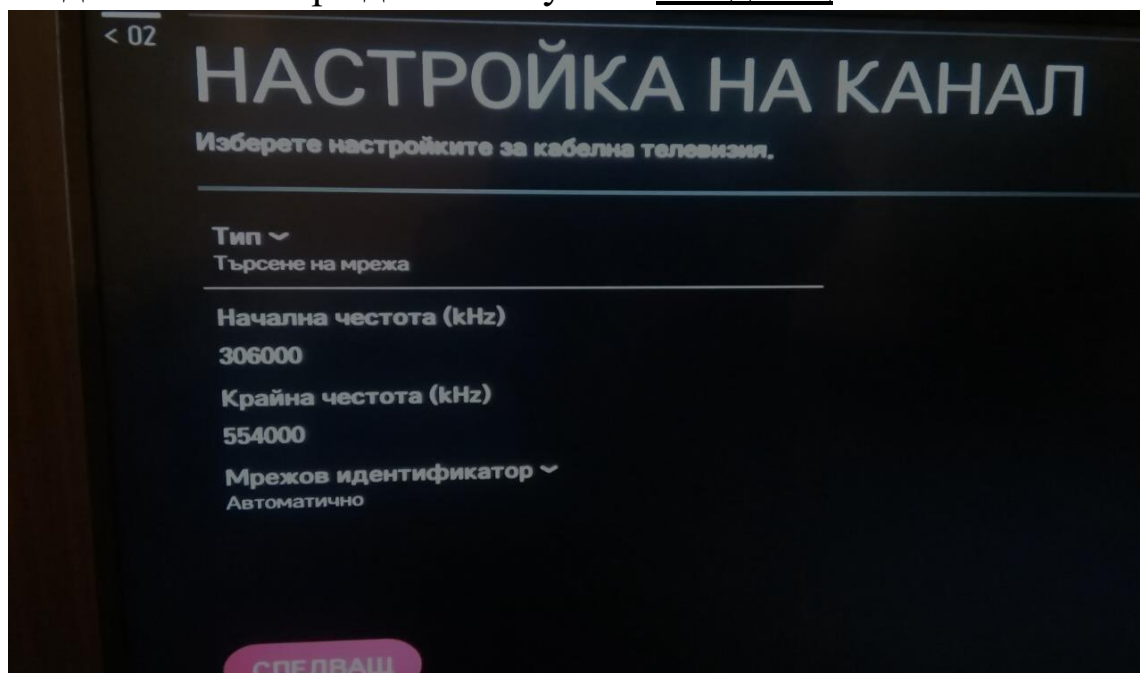 < 02
НАСТРОЙКА НА КАНАЛ
Изберете настройките за кабелна телевизия.
Тип
Търсене на мрежа
Начална честота (kHz)
306000
Крайна честота (kHz)
554000
Мрежов идентификатор
Автоматично
СЛЕДВАЩ